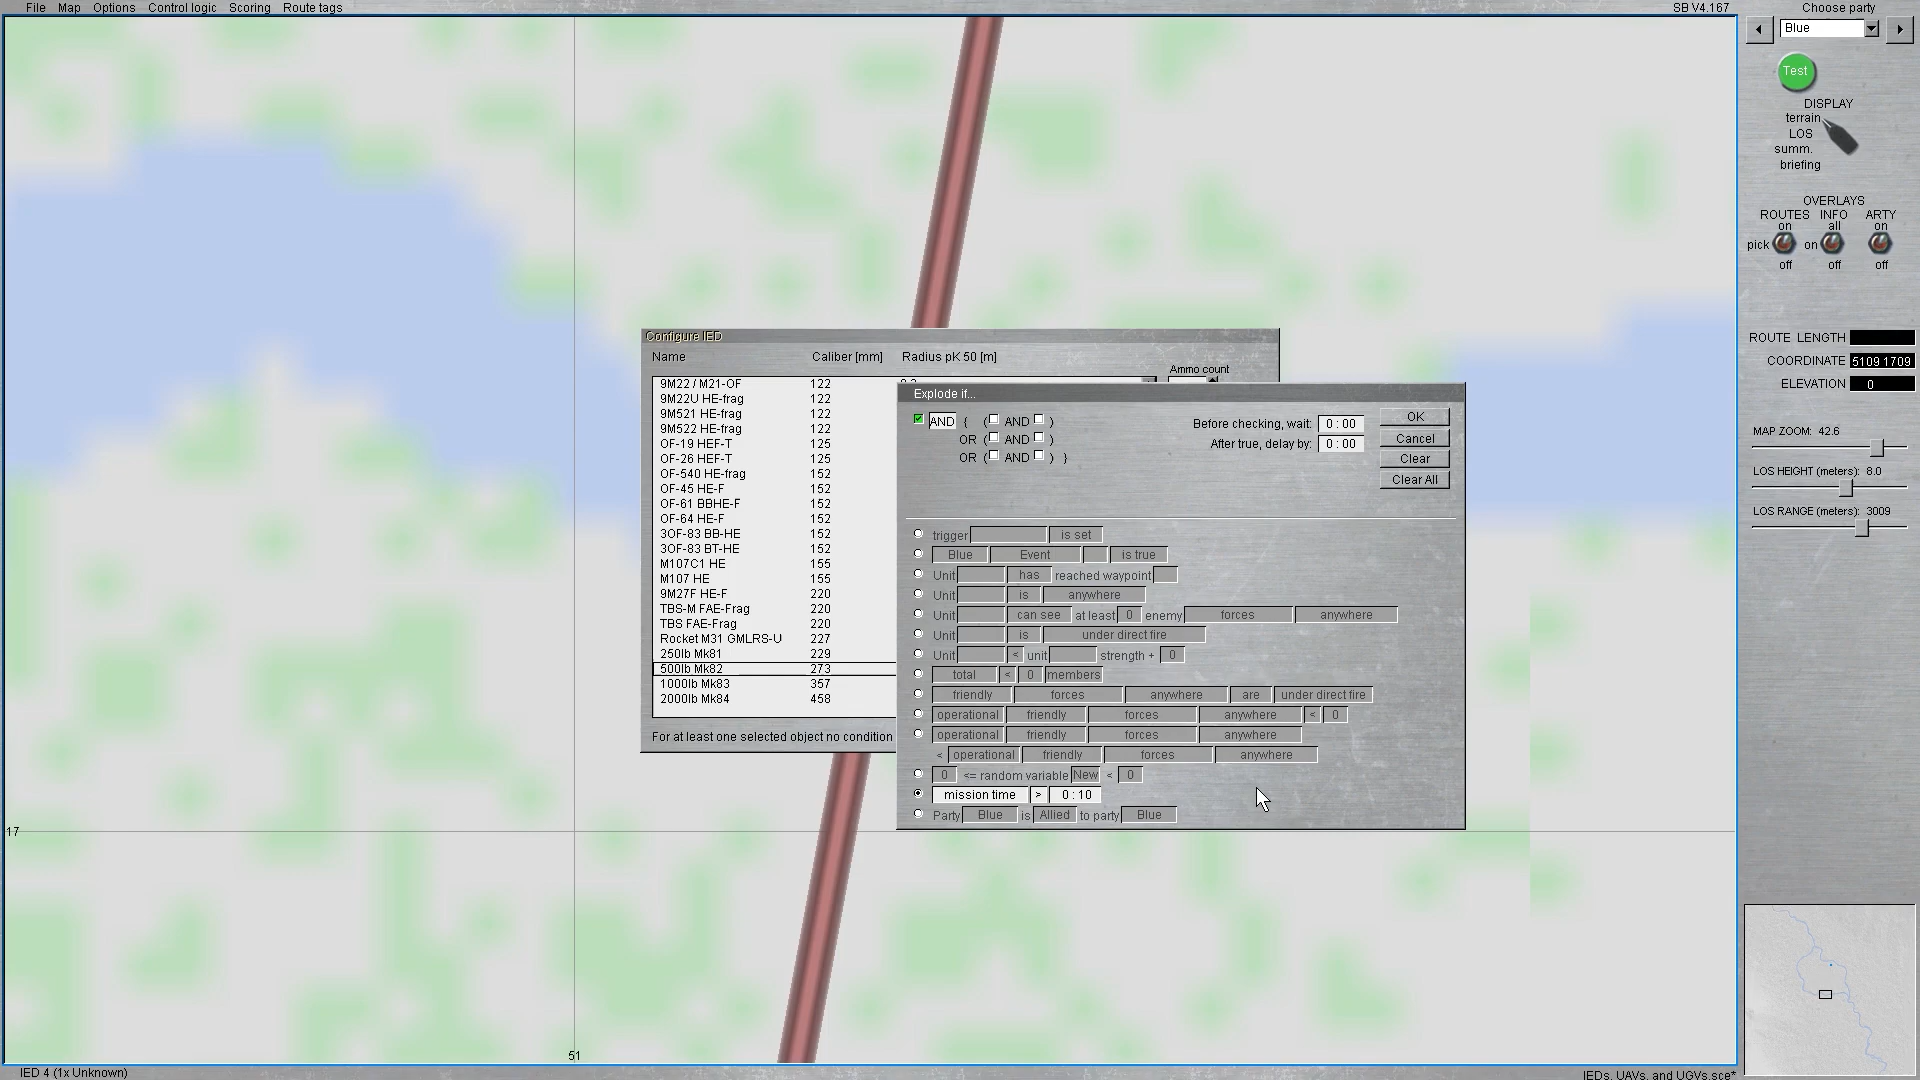 File Map Options Control logic Scoring Route tags SB V4.167
Choose party
Blue
Test
DISPLAY
terrain
LOS
summ.
briefing
OVERLAYS
ROUTES INFO ARTY
on all on
pick on
off off off
ROUTE LENGTH
COORDINATE 5109 1709
ELEVATION 0
MAP ZOOM: 42.6
LOS HEIGHT (meters): 8.0
LOS RANGE (meters): 3009
Configure IED
Name Caliber [mm] Radius pK 50 [m]
Ammo count
9M22 / M21-OF 122
9M22U HE-frag 122
9M521 HE-frag 122
9M522 HE-frag 122
OF-19 HEF-T 125
OF-26 HEF-T 125
OF-540 HE-frag 152
OF-45 HE-F 152
OF-61 BBHE-F 152
OF-64 HE-F 152
3OF-83 BB-HE 152
3OF-83 BT-HE 152
M107C1 HE 155
M107 HE 155
9M27F HE-F 220
TBS-M FAE-Frag 220
TBS FAE-Frag 220
Rocket M31 GMLRS-U 227
250lb Mk81 229
500lb Mk82 273
1000lb Mk83 357
2000lb Mk84 458
For at least one selected object no condition
Explode if...
AND { ( AND )
OR ( AND )
OR ( AND ) }
Before checking, wait: 0 : 00
After true, delay by: 0 : 00
OK
Cancel
Clear
Clear All
trigger is set
Blue Event is true
Unit has reached waypoint
Unit is anywhere
Unit can see at least 0 enemy forces anywhere
Unit is under direct fire
Unit < unit strength + 0
total < 0 members
friendly forces anywhere are under direct fire
operational friendly forces anywhere < 0
operational friendly forces anywhere
< operational friendly forces anywhere
0 <= random variable New < 0
mission time > 0 : 10
Party Blue is Allied to party Blue
17
51
IED 4 (1x Unknown)
IEDs, UAVs, and UGVs.sce*